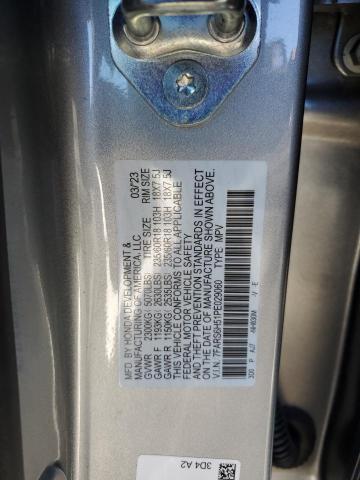 MFD. BY HONDA DEVELOPMENT & 03/23
MANUFACTURING OF AMERICA, LLC
GVWR 2300KG( 5070LBS) TIRE SIZE RIM SIZE
GAWR F 1193KG( 2630LBS) 235/60R18 103H 18X7.5J
GAWR R 1150KG( 2535LBS) 235/60R18 103H 18X7.5J
THIS VEHICLE CONFORMS TO ALL APPLICABLE
FEDERAL MOTOR VEHICLE SAFETY
AND THEFT PREVENTION STANDARDS IN EFFECT
ON THE DATE OF MANUFACTURE SHOWN ABOVE.
V.I.N. 7FARS6H51PE029060 TYPE MPV
3D4 A2